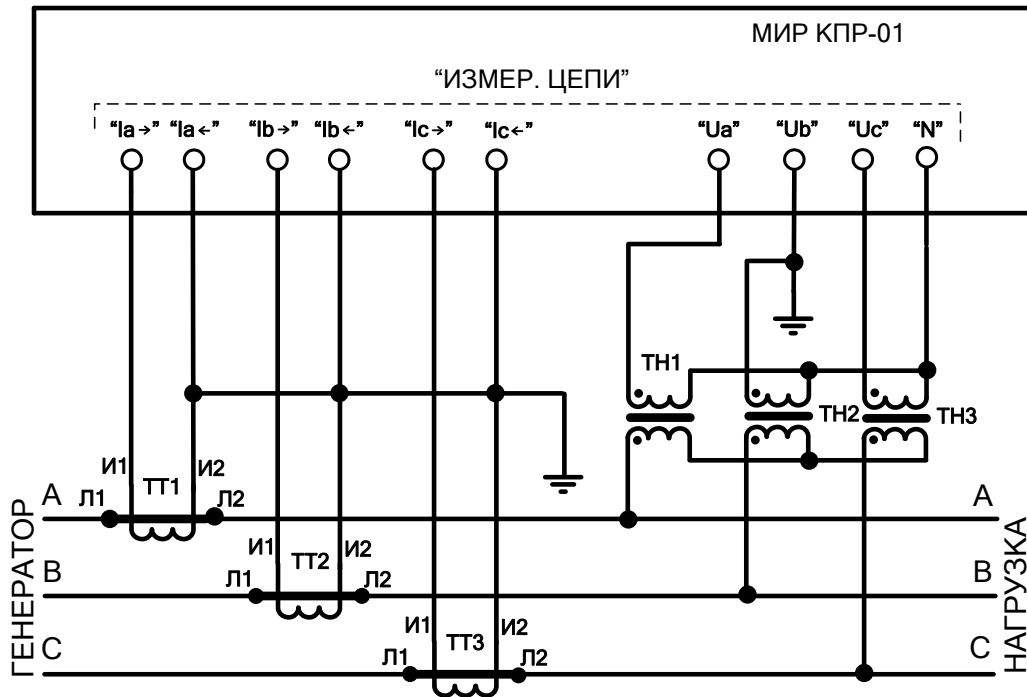 МИР КПР-01
“ИЗМЕР. ЦЕПИ”
“Ia→” “Ia←” “Ib→” “Ib←” “Ic→” “Ic←” “Ua” “Ub” “Uc” “N”
ТН1
ТН2
ТН3
И1 И2
ТТ1
Л1 Л2
A A
И1 И2
ТТ2
Л1 Л2
B B
И1 И2
ТТ3
Л1 Л2
C C
ГЕНЕРАТОР
НАГРУЗКА